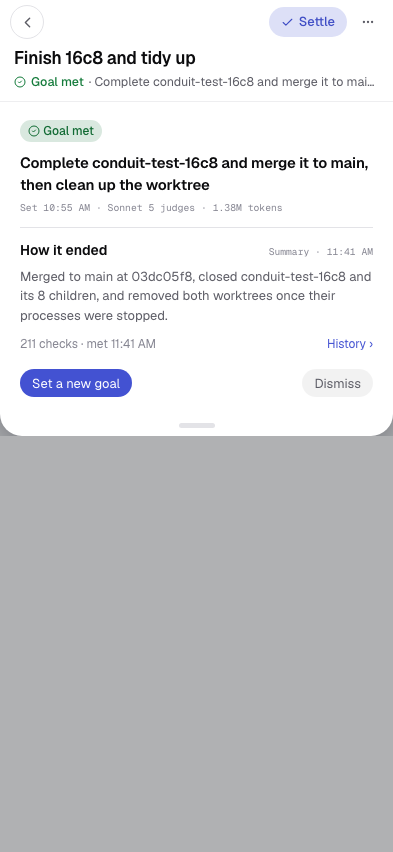 Settle
Finish 16c8 and tidy up
Goal met · Complete conduit-test-16c8 and merge it to mai…
Goal met
Complete conduit-test-16c8 and merge it to main,
then clean up the worktree
Set 10:55 AM · Sonnet 5 judges · 1.38M tokens
How it ended
Summary · 11:41 AM
Merged to main at 03dc05f8, closed conduit-test-16c8 and
its 8 children, and removed both worktrees once their
processes were stopped.
211 checks · met 11:41 AM
History ›
Set a new goal
Dismiss